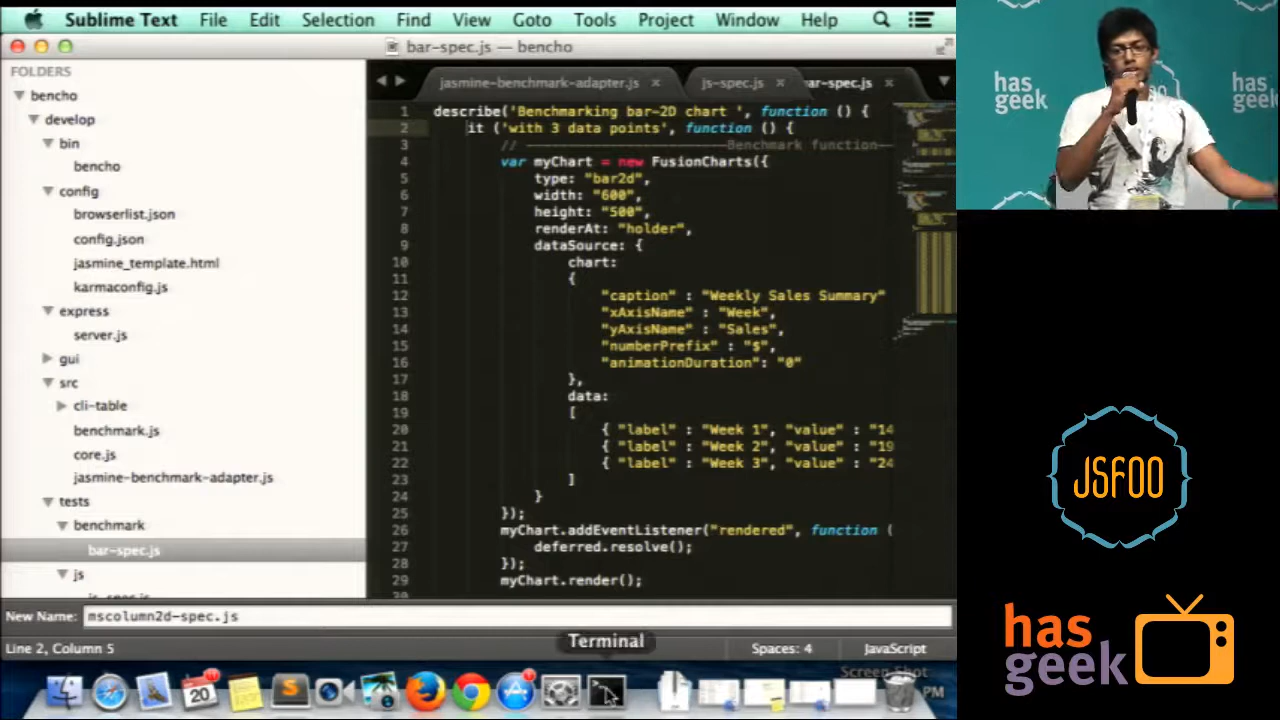 Sublime Text File Edit Selection Find View Goto Tools Project Window Help
bar-spec.js — bencho
FOLDERS
bencho
develop
bin
bencho
config
browserlist.json
config.json
jasmine_template.html
karmaconfig.js
express
server.js
gui
src
cli-table
benchmark.js
core.js
jasmine-benchmark-adapter.js
tests
benchmark
bar-spec.js
js
js-spec.js
jasmine-benchmark-adapter.js js-spec.js bar-spec.js
1 describe('Benchmarking bar-2D chart ', function () {
2 it ('with 3 data points', function () {
3 // Benchmark function
4 var myChart = new FusionCharts({
5 type: "bar2d",
6 width: "600",
7 height: "500",
8 renderAt: "holder",
9 dataSource: {
10 chart:
11 {
12 "caption" : "Weekly Sales Summary"
13 "xAxisName" : "Week",
14 "yAxisName" : "Sales",
15 "numberPrefix" : "$",
16 "animationDuration": "0"
17 },
18 data:
19 [
20 { "label" : "Week 1", "value" : "14
21 { "label" : "Week 2", "value" : "19
22 { "label" : "Week 3", "value" : "24
23 ]
24 }
25 });
26 myChart.addEventListener("rendered", function (
27 deferred.resolve();
28 });
29 myChart.render();
30
New Name: mscolumn2d-spec.js
Terminal
Line 2, Column 5 Spaces: 4 JavaScript
Screen Shot
20
PM
has
geek
has
geek
JSFOO
has
geek